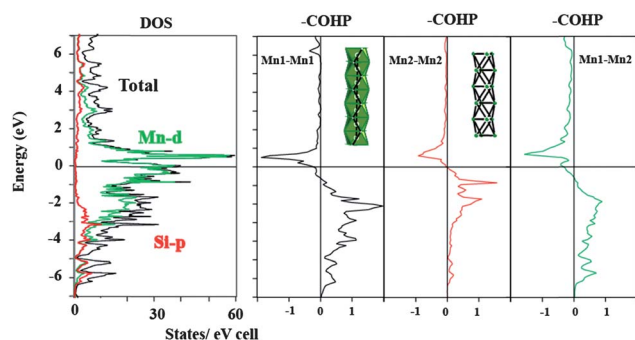 DOS
-COHP
-COHP
-COHP
Energy (eV)
6
4
2
0
-2
-4
-6
Total
Mn-d
Si-p
0
30
60
States/ eV cell
Mn1-Mn1
-1
0
1
Mn2-Mn2
-1
0
1
Mn1-Mn2
-1
0
1